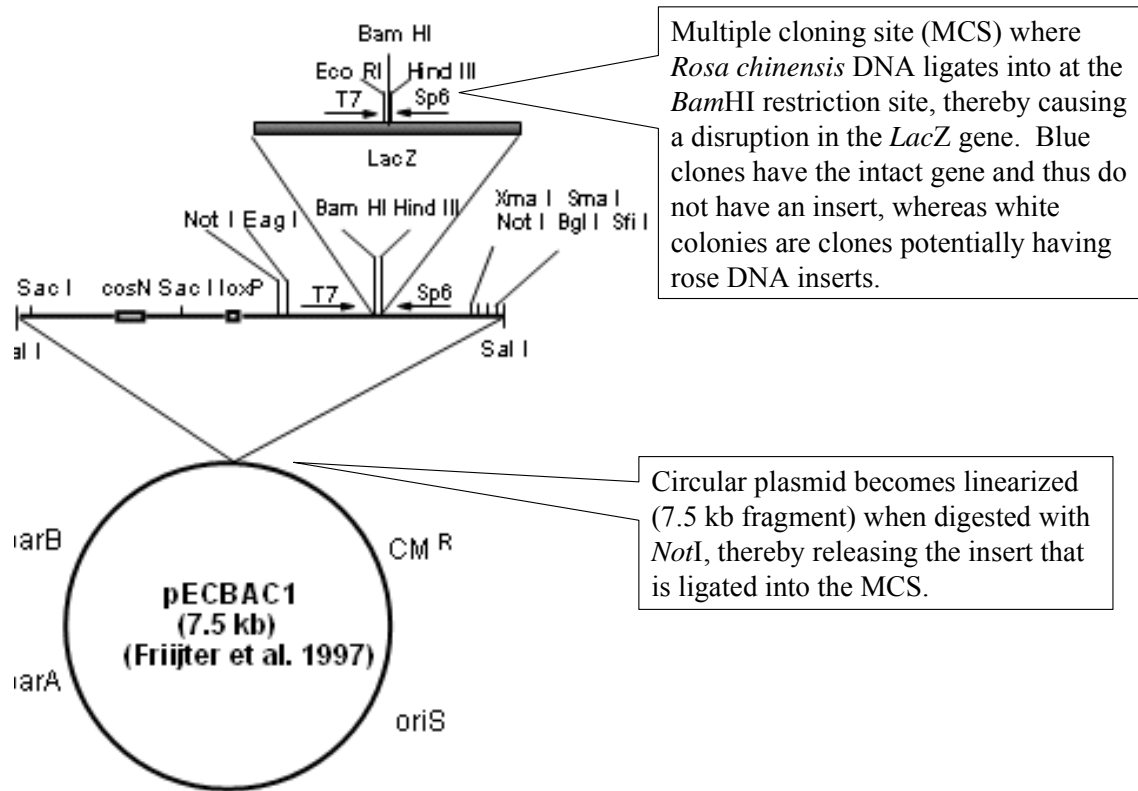 Bam HI
Eco RI Hind III
T7 Sp6
LacZ
Multiple cloning site (MCS) where
Rosa chinensis DNA ligates into at the
BamHI restriction site, thereby causing
a disruption in the LacZ gene. Blue
clones have the intact gene and thus do
not have an insert, whereas white
colonies are clones potentially having
rose DNA inserts.
Xma I Sma I
Not I Eag I Bam HI Hind III Not I Bgl I Sfi I
Sac I cosN Sac II loxP T7 Sp6
al I Sal I
Circular plasmid becomes linearized
(7.5 kb fragment) when digested with
NotI, thereby releasing the insert that
is ligated into the MCS.
arB CM R
pECBAC1
(7.5 kb)
(Friijter et al. 1997)
arA
oriS